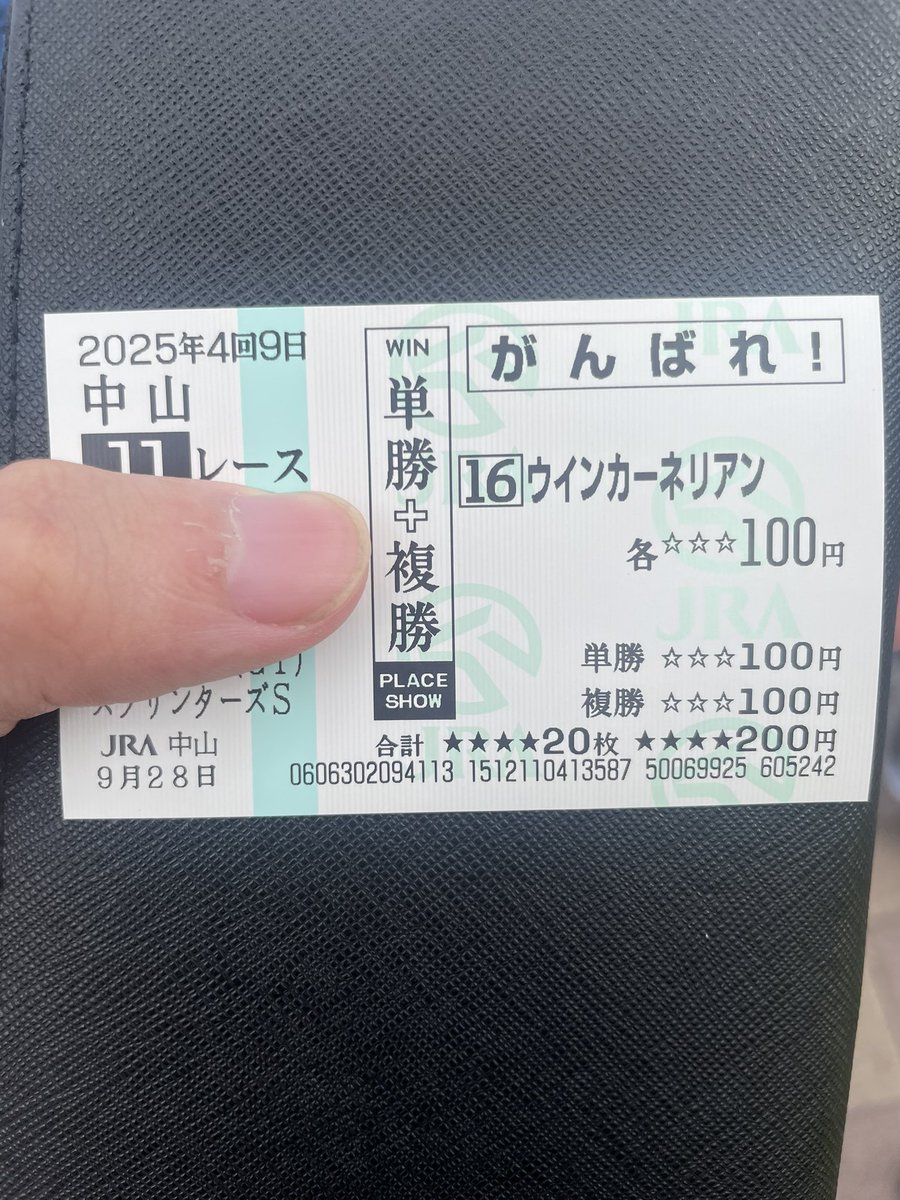 2025年4回9日
中山
11レース
スプリンターズS
JRA 中山
9月28日
WIN
単勝+複勝
PLACE
SHOW
がんばれ!
16ウインカーネリアン
各☆☆☆100円
単勝 ☆☆☆100円
複勝 ☆☆☆100円
合計 ★★★★20枚 ★★★★200円
0606302094113 1512110413587 50069925 605242
JRA